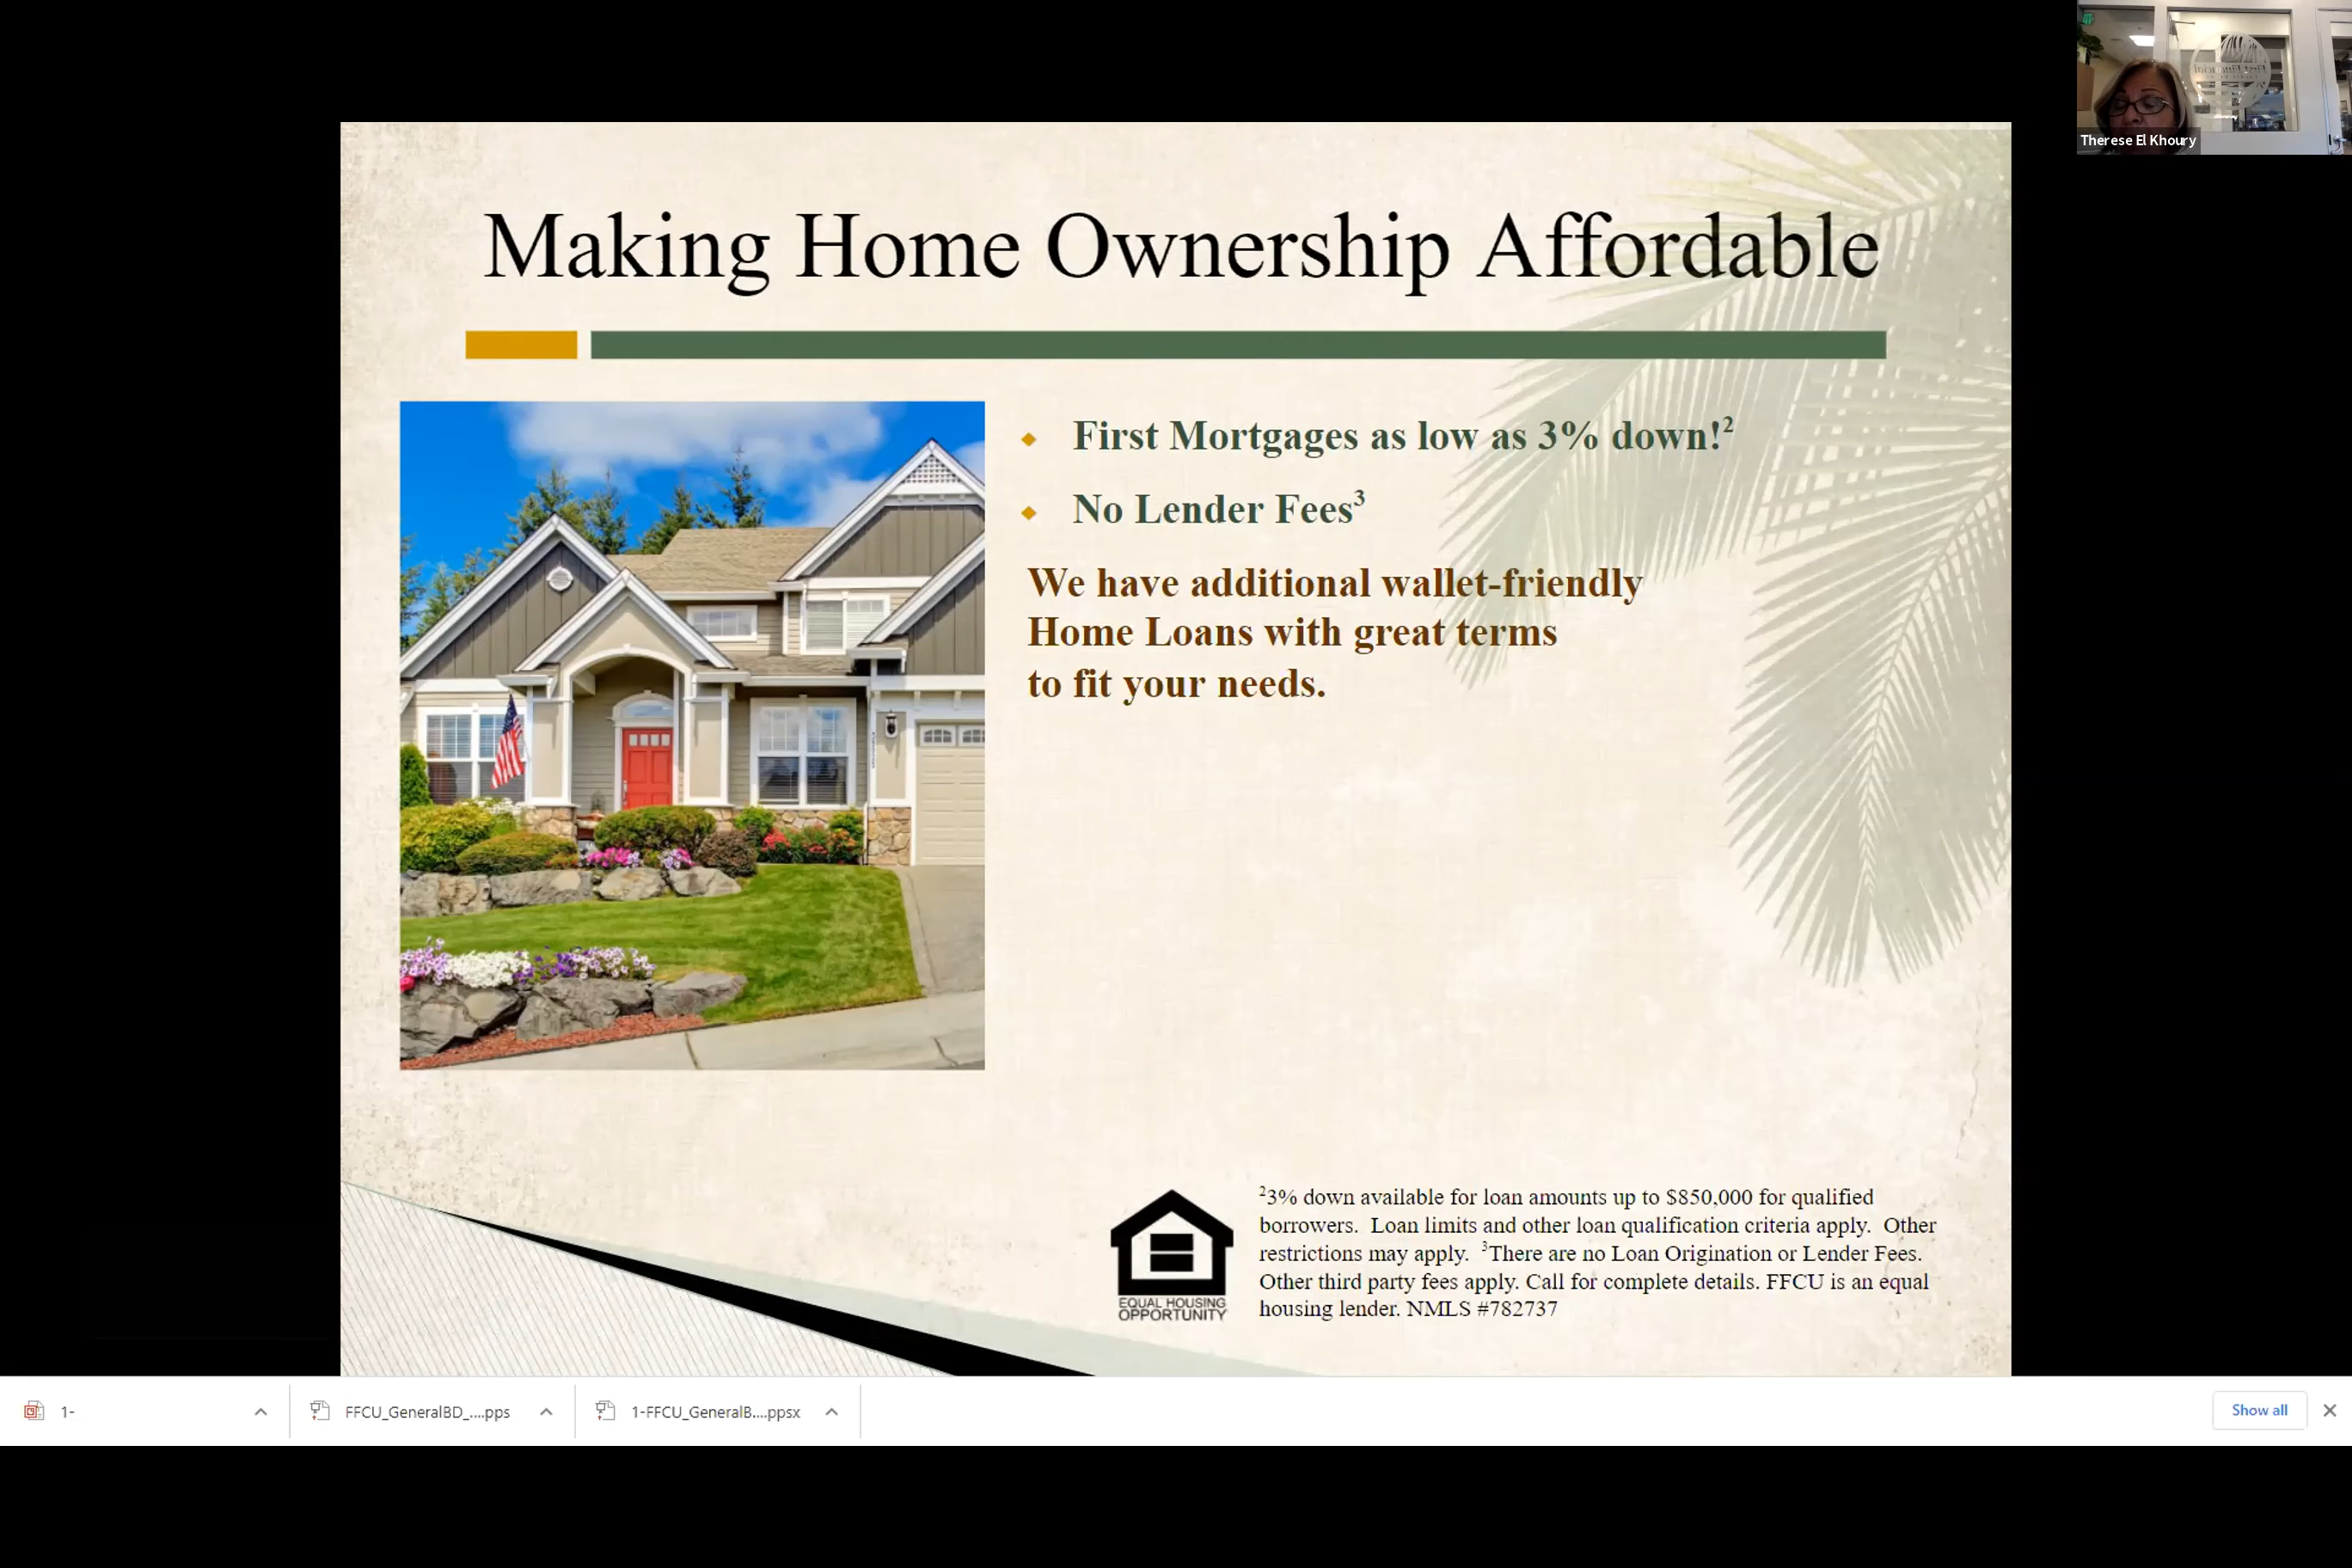 Therese El Khoury
Making Home Ownership Affordable
First Mortgages as low as 3% down!²
No Lender Fees³
We have additional wallet-friendly
Home Loans with great terms
to fit your needs.
EQUAL HOUSING
OPPORTUNITY
²3% down available for loan amounts up to $850,000 for qualified
borrowers. Loan limits and other loan qualification criteria apply. Other
restrictions may apply. ³There are no Loan Origination or Lender Fees.
Other third party fees apply. Call for complete details. FFCU is an equal
housing lender. NMLS #782737
1-
FFCU_GeneralBD_....pps
1-FFCU_GeneralB....ppsx
Show all